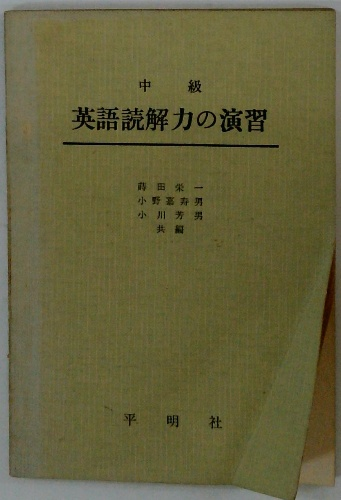 中級
英語読解力の演習
蒔田栄一
小野嘉寿男
小川芳男
共編
平明社